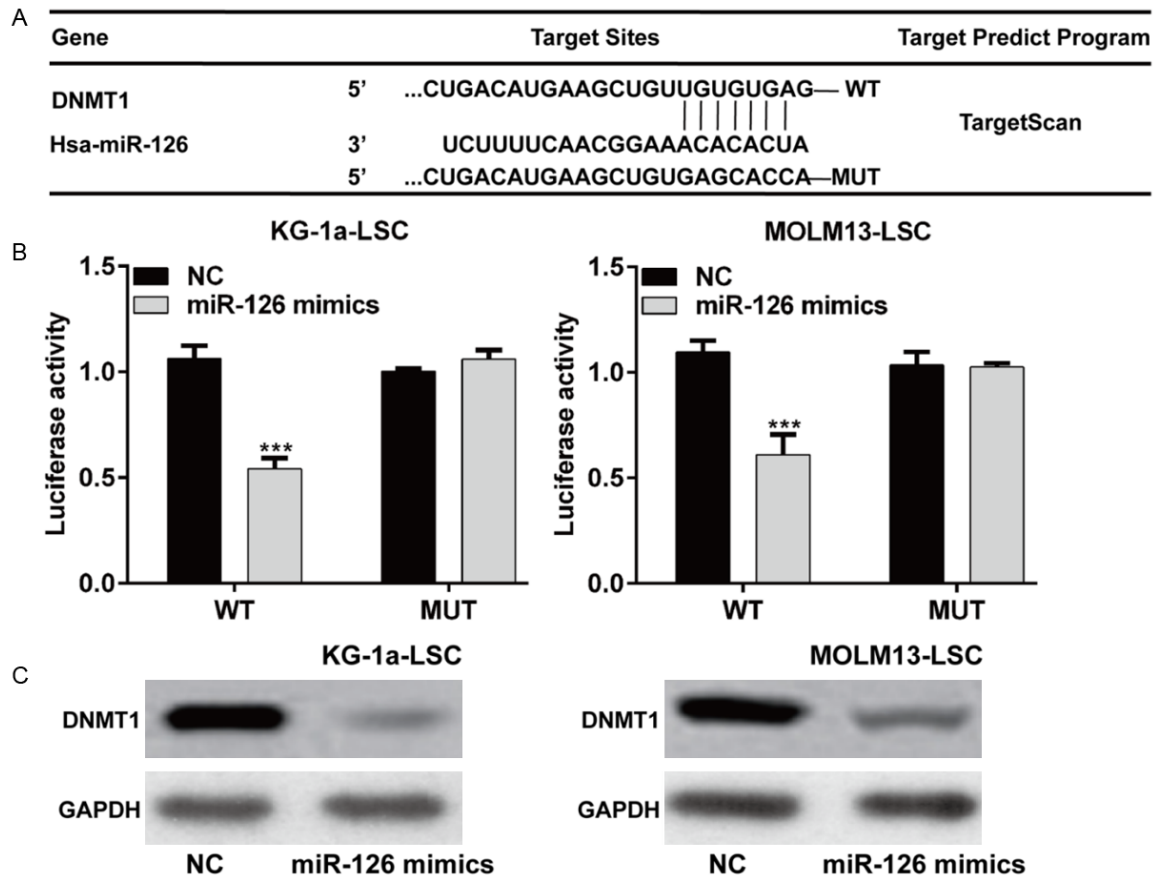 A
Gene Target Sites Target Predict Program
DNMT1 5’ ...CUGACAUGAAGCUGUUGUGUGAG— WT
TargetScan
Hsa-miR-126 3’ UCUUUUCAACGGAAACACACUA
5’ ...CUGACAUGAAGCUGUGAGCACCA—MUT
B
KG-1a-LSC
NC
miR-126 mimics
Luciferase activity
1.5
1.0
0.5
0.0
***
WT MUT
MOLM13-LSC
NC
miR-126 mimics
Luciferase activity
1.5
1.0
0.5
0.0
***
WT MUT
C
KG-1a-LSC
DNMT1
GAPDH
NC miR-126 mimics
MOLM13-LSC
DNMT1
GAPDH
NC miR-126 mimics